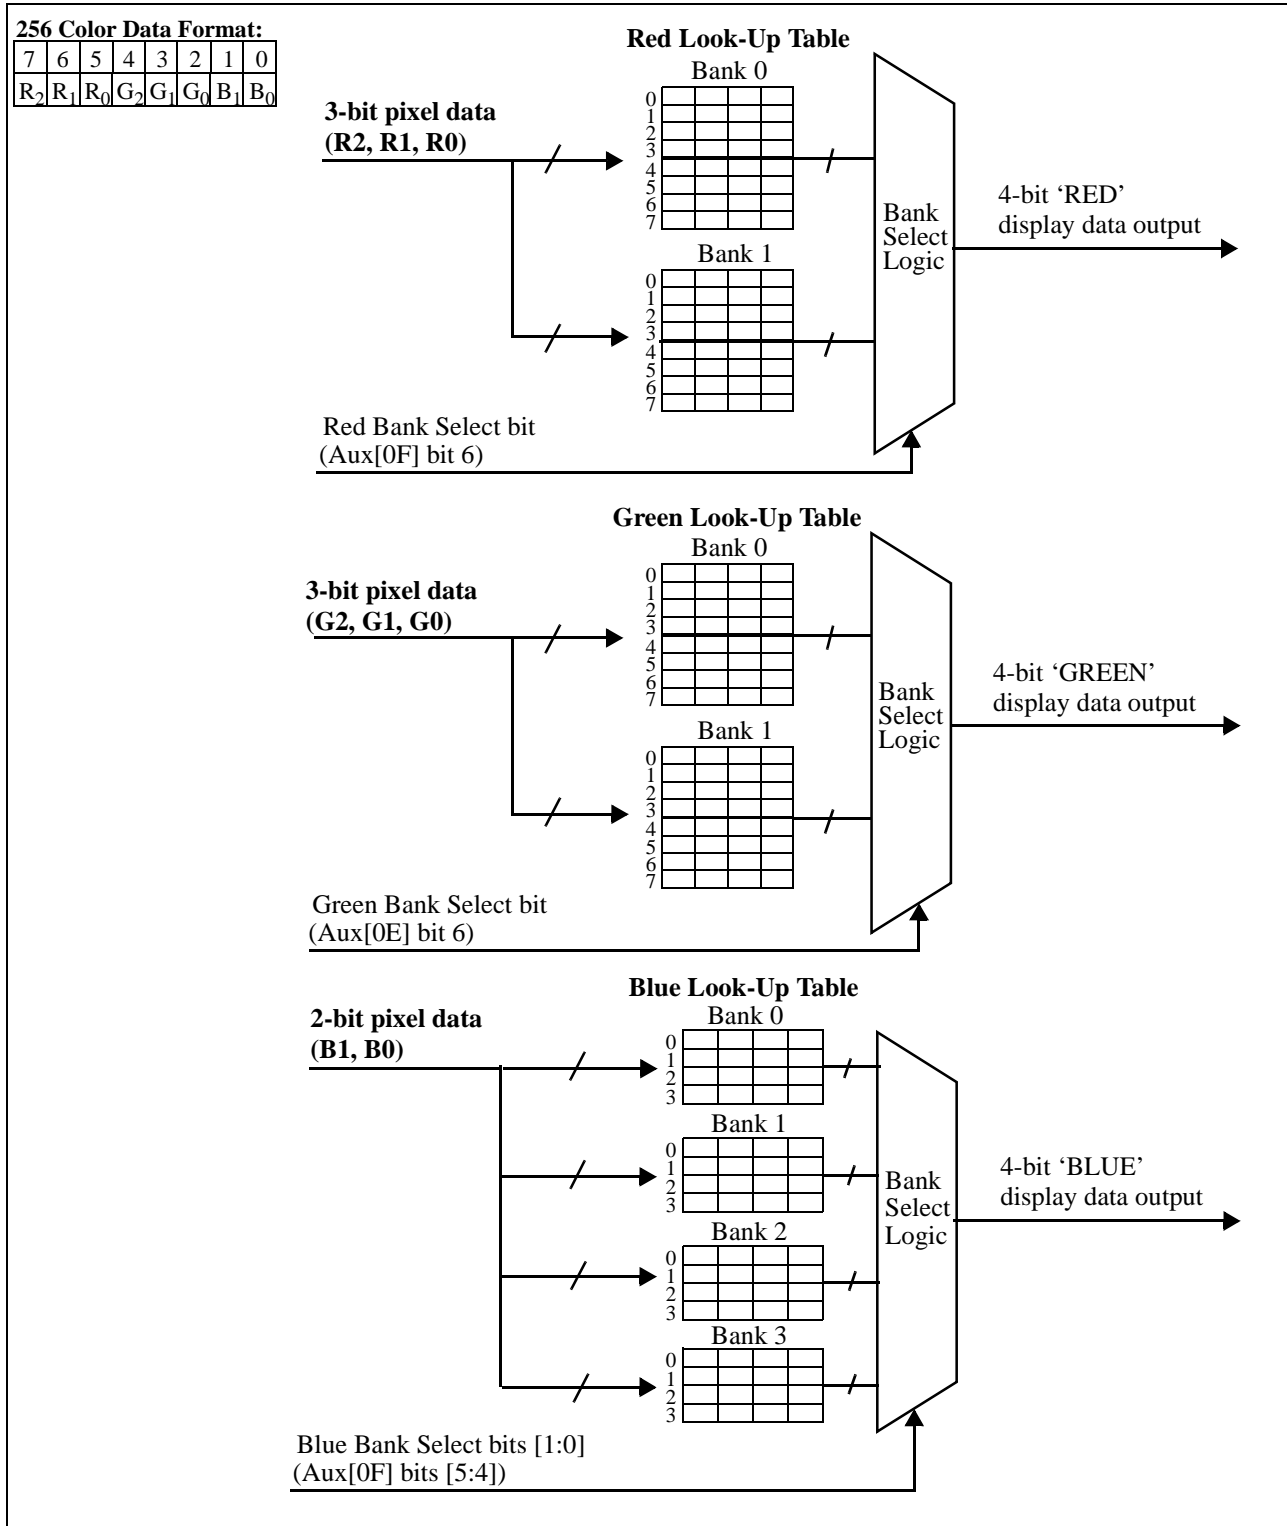 256 Color Data Format:
7 6 5 4 3 2 1 0
R2 R1 R0 G2 G1 G0 B1 B0
Red Look-Up Table
Bank 0
3-bit pixel data
(R2, R1, R0)
0
1
2
3
4
5
6
7
Bank 1
0
1
2
3
4
5
6
7
Bank
Select
Logic
4-bit ‘RED’
display data output
Red Bank Select bit
(Aux[0F] bit 6)
Green Look-Up Table
Bank 0
3-bit pixel data
(G2, G1, G0)
0
1
2
3
4
5
6
7
Bank 1
0
1
2
3
4
5
6
7
Bank
Select
Logic
4-bit ‘GREEN’
display data output
Green Bank Select bit
(Aux[0E] bit 6)
Blue Look-Up Table
Bank 0
2-bit pixel data
(B1, B0)
0
1
2
3
Bank 1
0
1
2
3
Bank 2
0
1
2
3
Bank 3
0
1
2
3
Bank
Select
Logic
4-bit ‘BLUE’
display data output
Blue Bank Select bits [1:0]
(Aux[0F] bits [5:4])